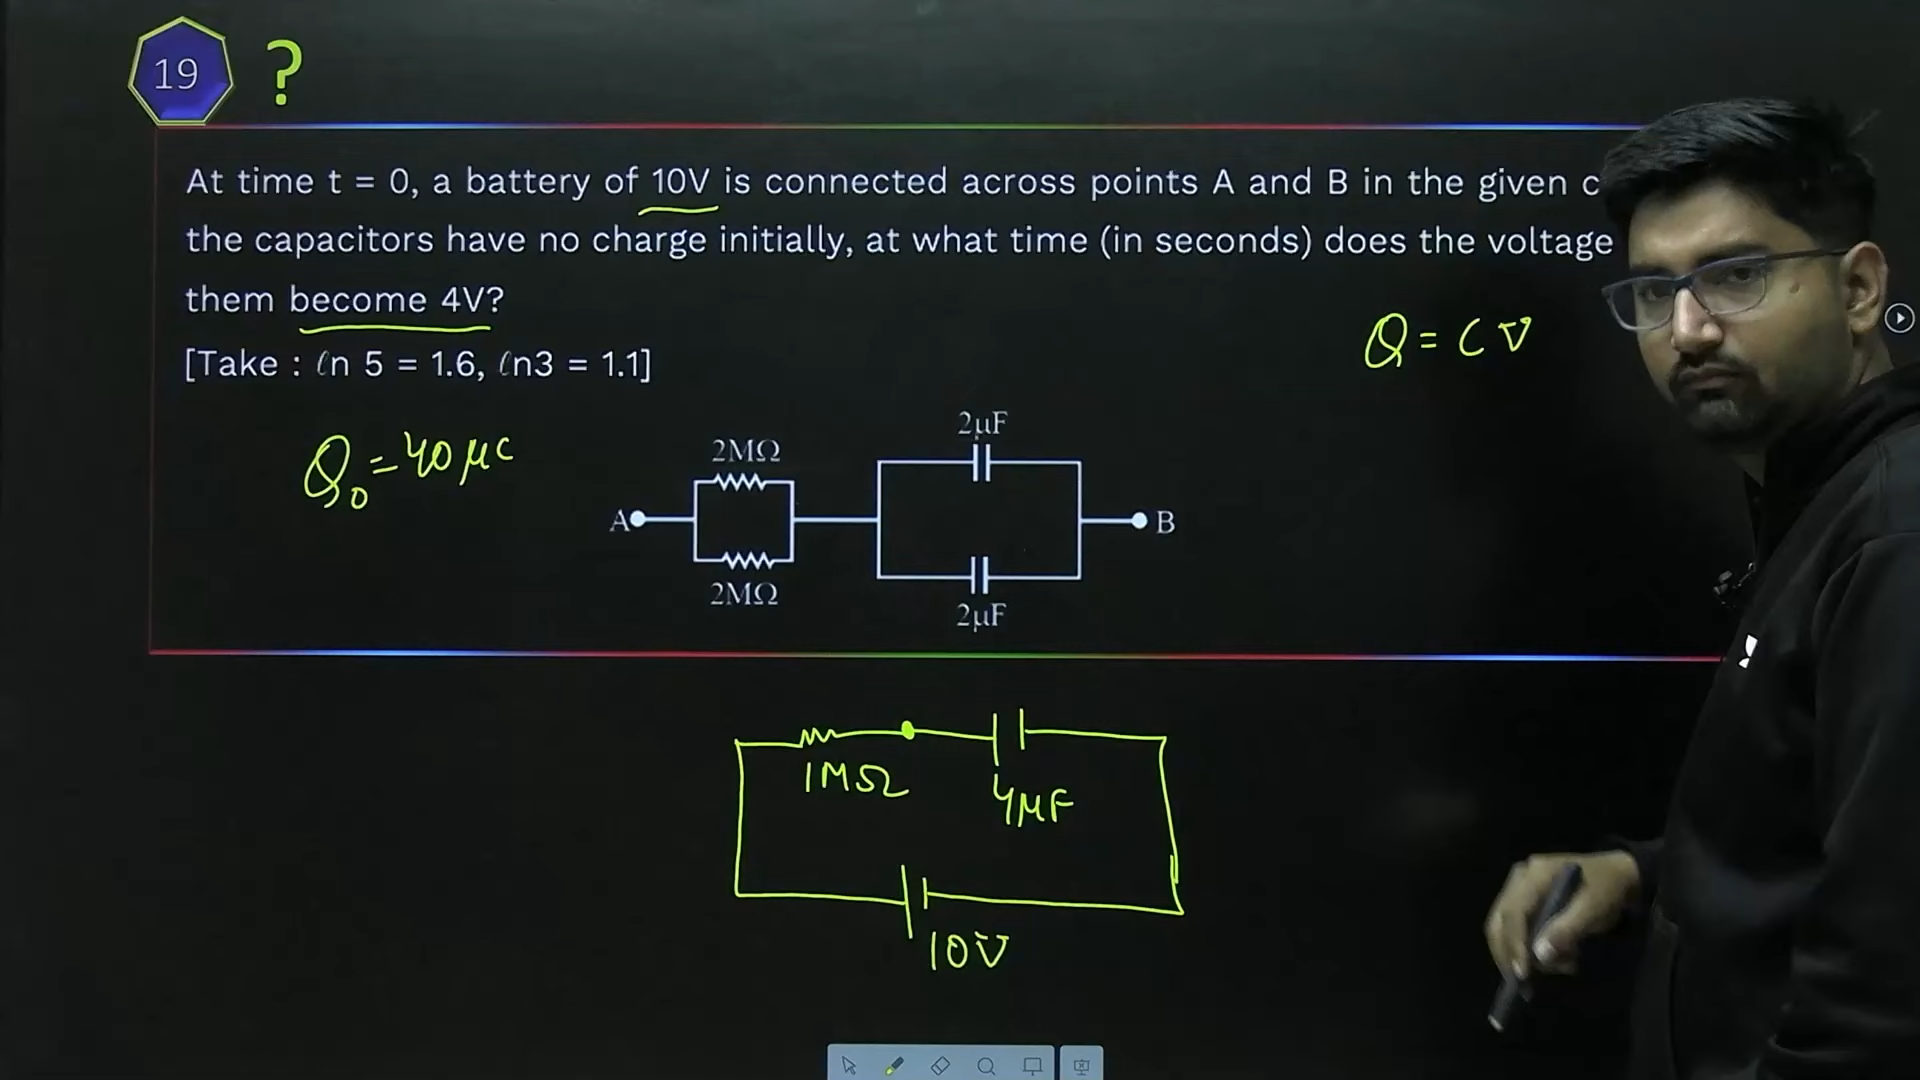 19 ?
At time t = 0, a battery of 10V is connected across points A and B in the given c
the capacitors have no charge initially, at what time (in seconds) does the voltage
them become 4V?
[Take : ℓn 5 = 1.6, ℓn3 = 1.1]
Q = CV
Q₀ = 40 μC
2MΩ
2μF
A
B
2MΩ
2μF
1MΩ
4μF
10V